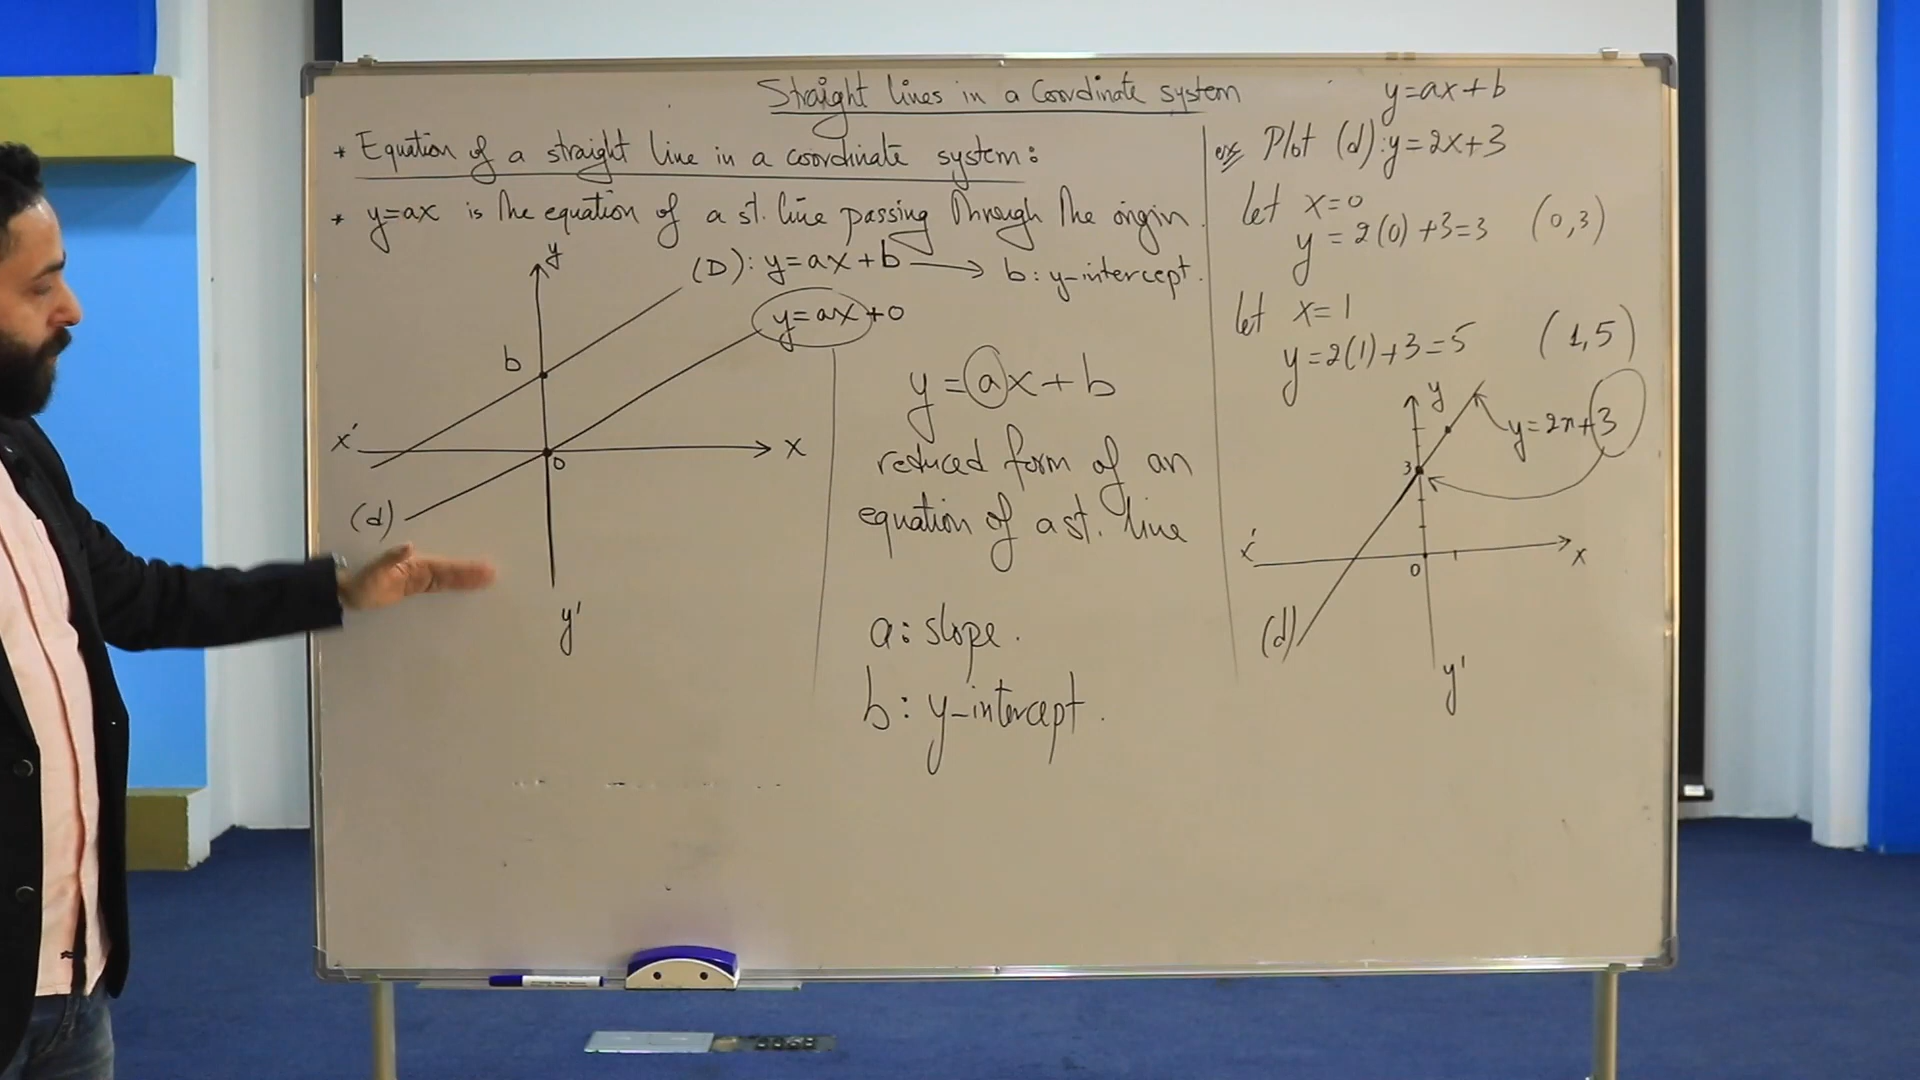 Straight lines in a Coordinate system
* Equation of a straight line in a coordinate system:
* y=ax is the equation of a st. line passing through the origin.
y
(D): y=ax+b → b: y-intercept.
y=ax+0
b
x'
x
0
(d)
y'
y=ax+b
reduced form of an
equation of a st. line
a: slope.
b: y-intercept.
y=ax+b
ex Plot (d): y=2x+3
let x=0
y=2(0)+3=3 (0,3)
let x=1
y=2(1)+3=5 (1,5)
y
y=2x+3
3
x'
x
0
(d)
y'